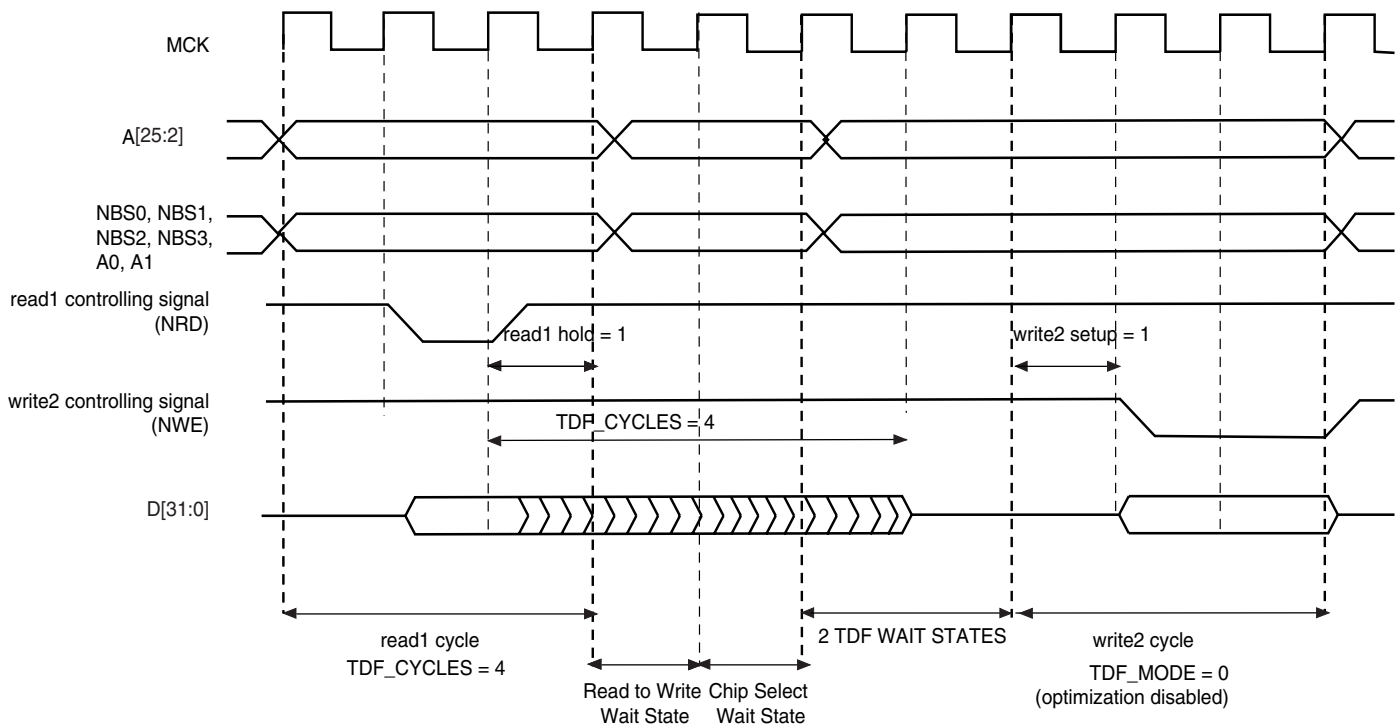 MCK
A[25:2]
NBS0, NBS1,
NBS2, NBS3,
A0, A1
read1 controlling signal
(NRD)
read1 hold = 1
write2 setup = 1
write2 controlling signal
(NWE)
TDF_CYCLES = 4
D[31:0]
read1 cycle
TDF_CYCLES = 4
2 TDF WAIT STATES
write2 cycle
TDF_MODE = 0
(optimization disabled)
Read to Write
Wait State
Chip Select
Wait State